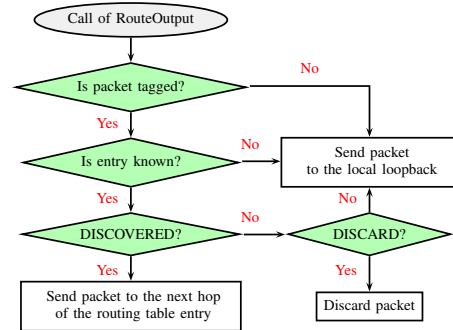 Call of RouteOutput
No
Is packet tagged?
Yes
No
Send packet
to the local loopback
Is entry known?
Yes
No
No
DISCOVERED?
DISCARD?
Yes
Yes
Send packet to the next hop
of the routing table entry
Discard packet